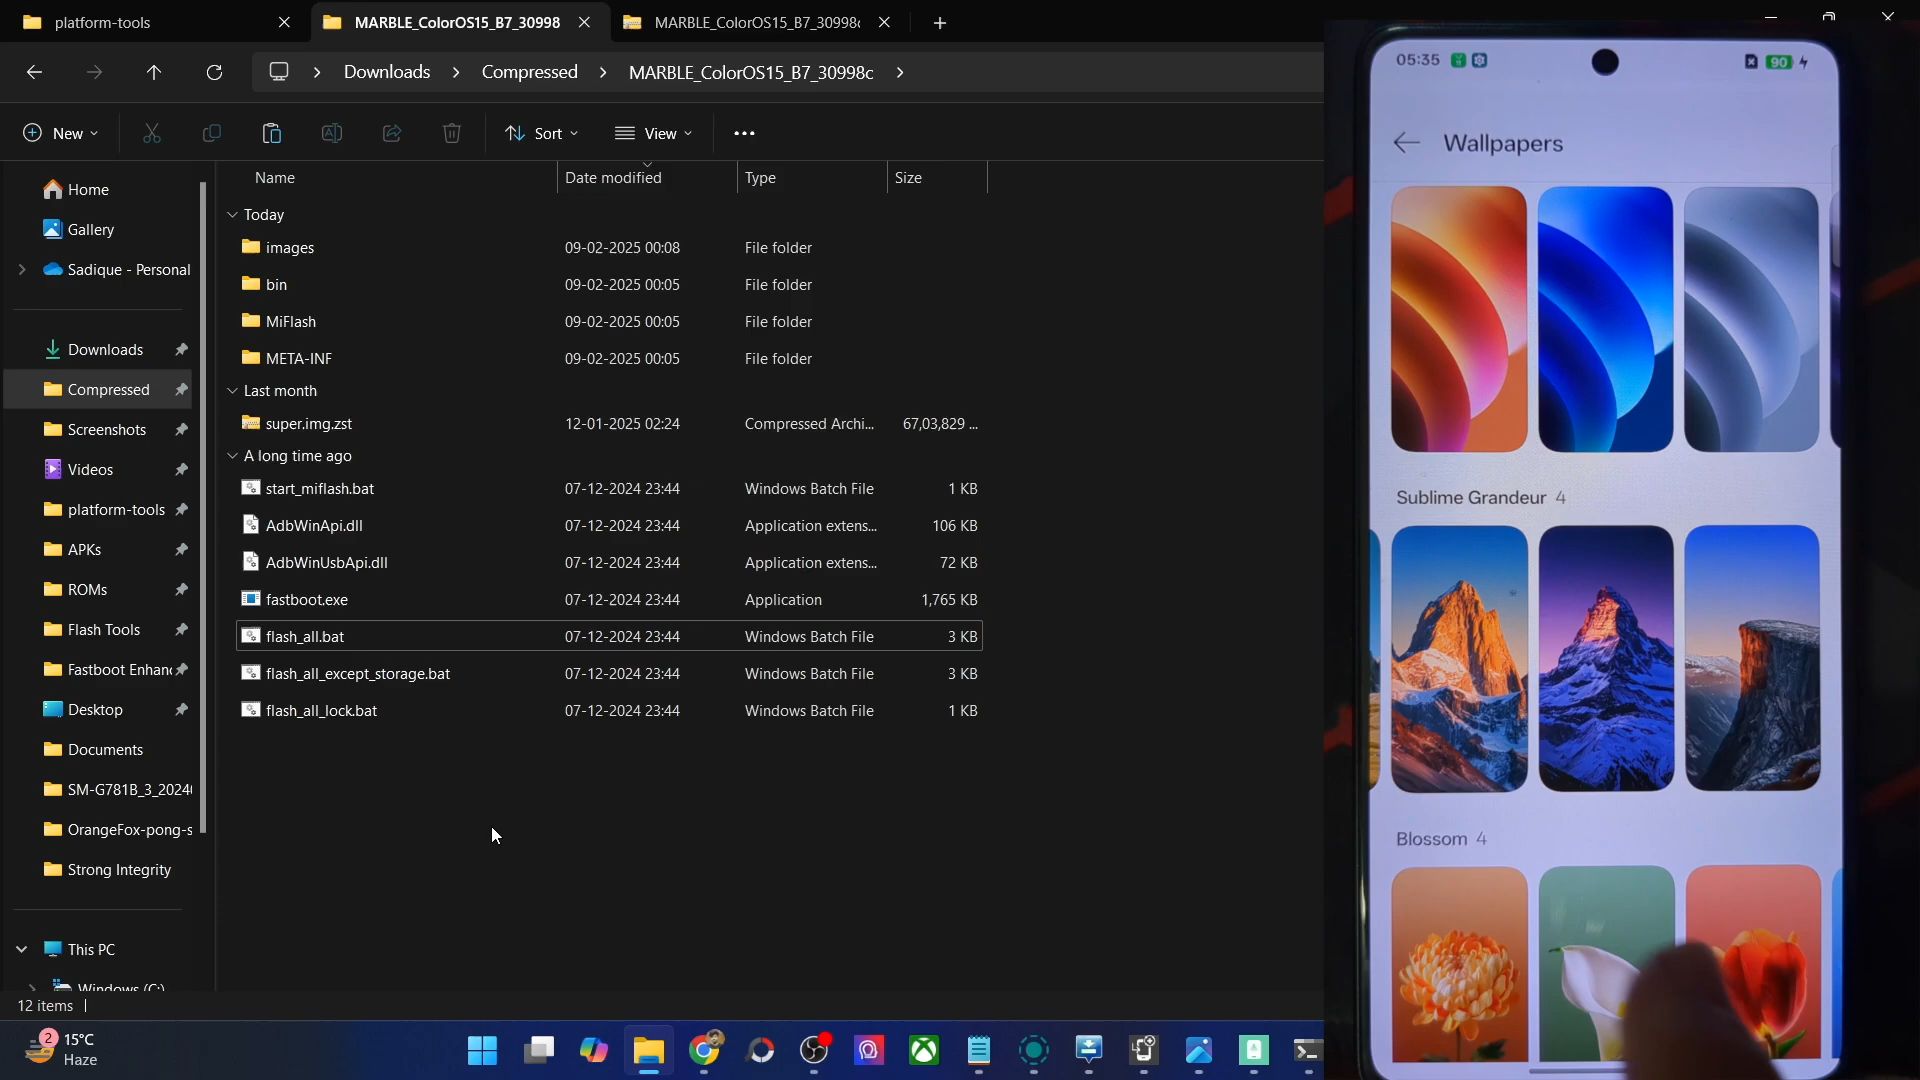 platform-tools
MARBLE_ColorOS15_B7_30998
MARBLE_ColorOS15_B7_30998c
Downloads
Compressed
MARBLE_ColorOS15_B7_30998c
New
Sort
View
Name
Date modified
Type
Size
Home
Gallery
Sadique - Personal
Downloads
Compressed
Screenshots
Videos
platform-tools
APKs
ROMs
Flash Tools
Fastboot Enhanc
Desktop
Documents
SM-G781B_3_2024
OrangeFox-pong-s
Strong Integrity
This PC
Windows (C:)
Today
images 09-02-2025 00:08 File folder
bin 09-02-2025 00:05 File folder
MiFlash 09-02-2025 00:05 File folder
META-INF 09-02-2025 00:05 File folder
Last month
super.img.zst 12-01-2025 02:24 Compressed Archi... 67,03,829 ...
A long time ago
start_miflash.bat 07-12-2024 23:44 Windows Batch File 1 KB
AdbWinApi.dll 07-12-2024 23:44 Application extens... 106 KB
AdbWinUsbApi.dll 07-12-2024 23:44 Application extens... 72 KB
fastboot.exe 07-12-2024 23:44 Application 1,765 KB
flash_all.bat 07-12-2024 23:44 Windows Batch File 3 KB
flash_all_except_storage.bat 07-12-2024 23:44 Windows Batch File 3 KB
flash_all_lock.bat 07-12-2024 23:44 Windows Batch File 1 KB
12 items
2
15°C
Haze
05:35
90
Wallpapers
Sublime Grandeur 4
Blossom 4